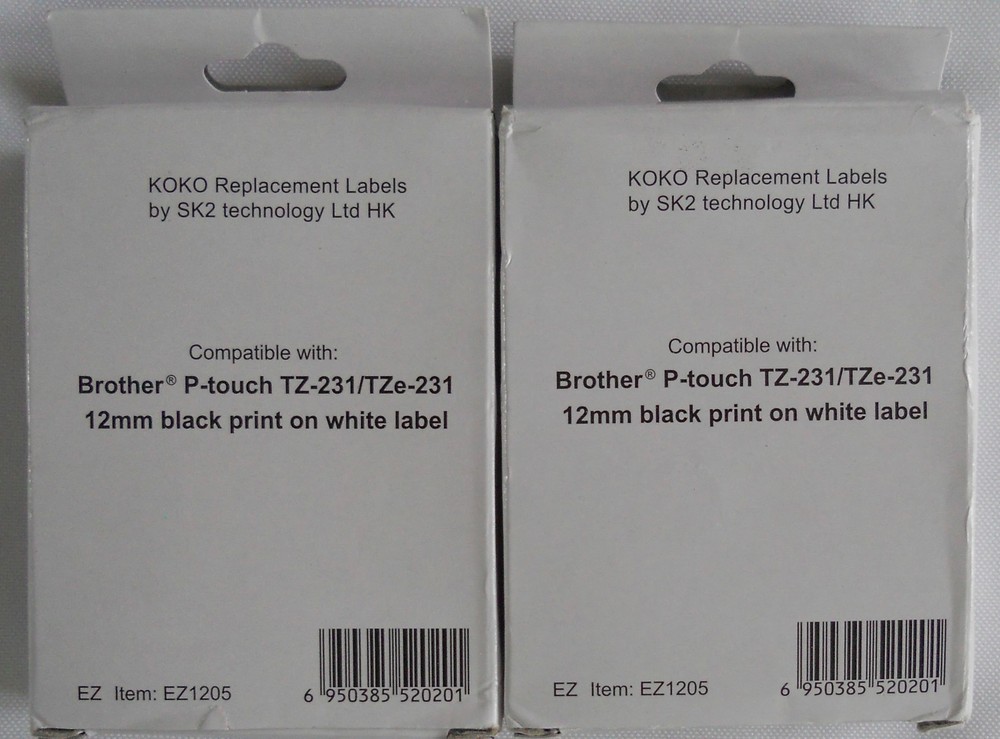 KOKO Replacement Labels
by SK2 technology Ltd HK
Compatible with:
Brother® P-touch TZ-231/TZe-231
12mm black print on white label
EZ Item: EZ1205
6 950385 520201
KOKO Replacement Labels
by SK2 technology Ltd HK
Compatible with:
Brother® P-touch TZ-231/TZe-231
12mm black print on white label
EZ Item: EZ1205
6 950385 520201